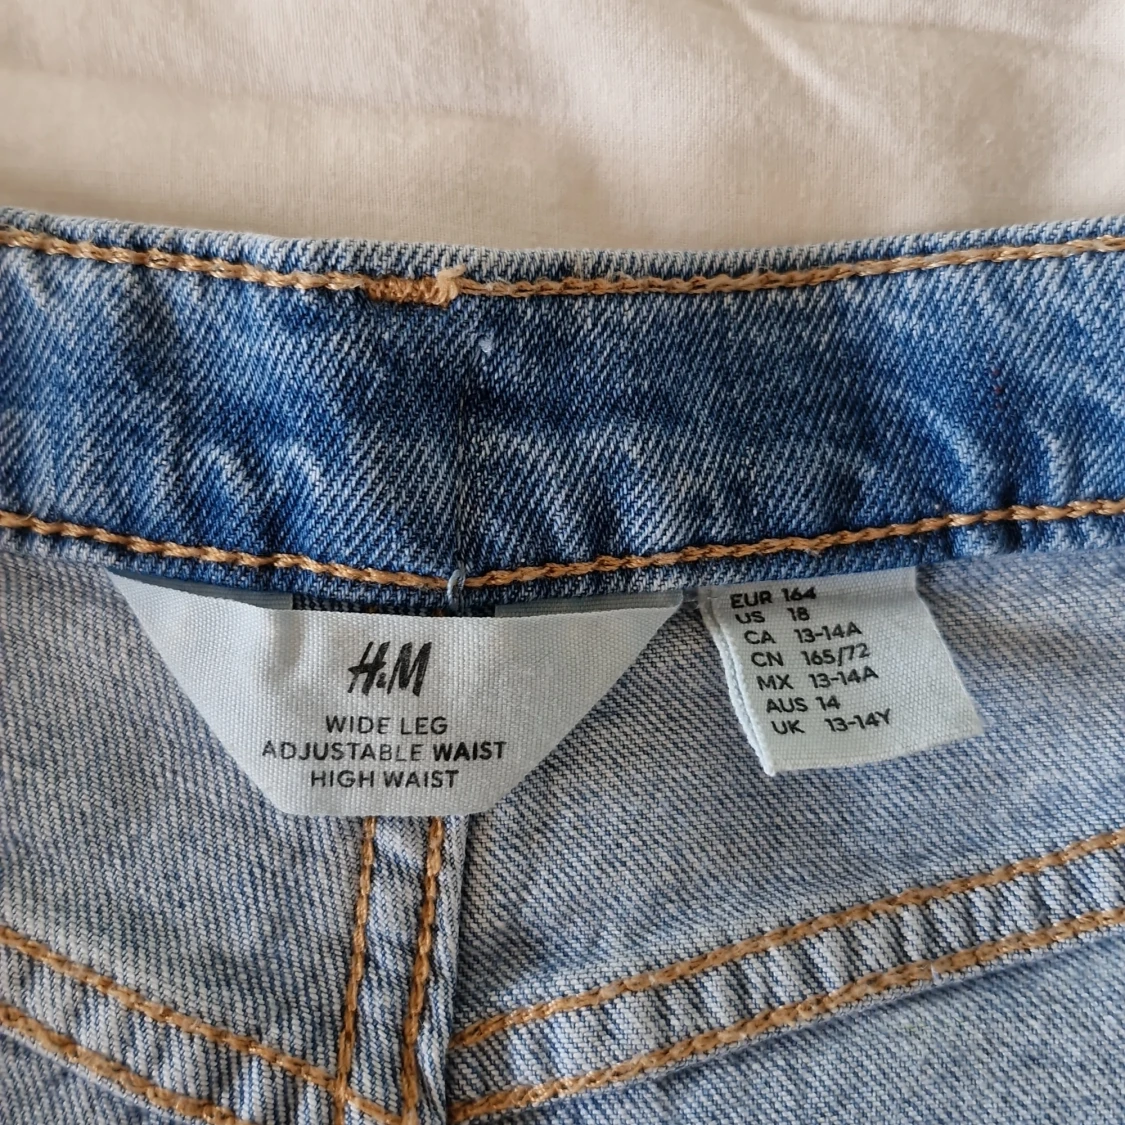 H&M
WIDE LEG
ADJUSTABLE WAIST
HIGH WAIST
EUR 164
US 18
CA 13-14A
CN 165/72
MX 13-14A
AUS 14
UK 13-14Y